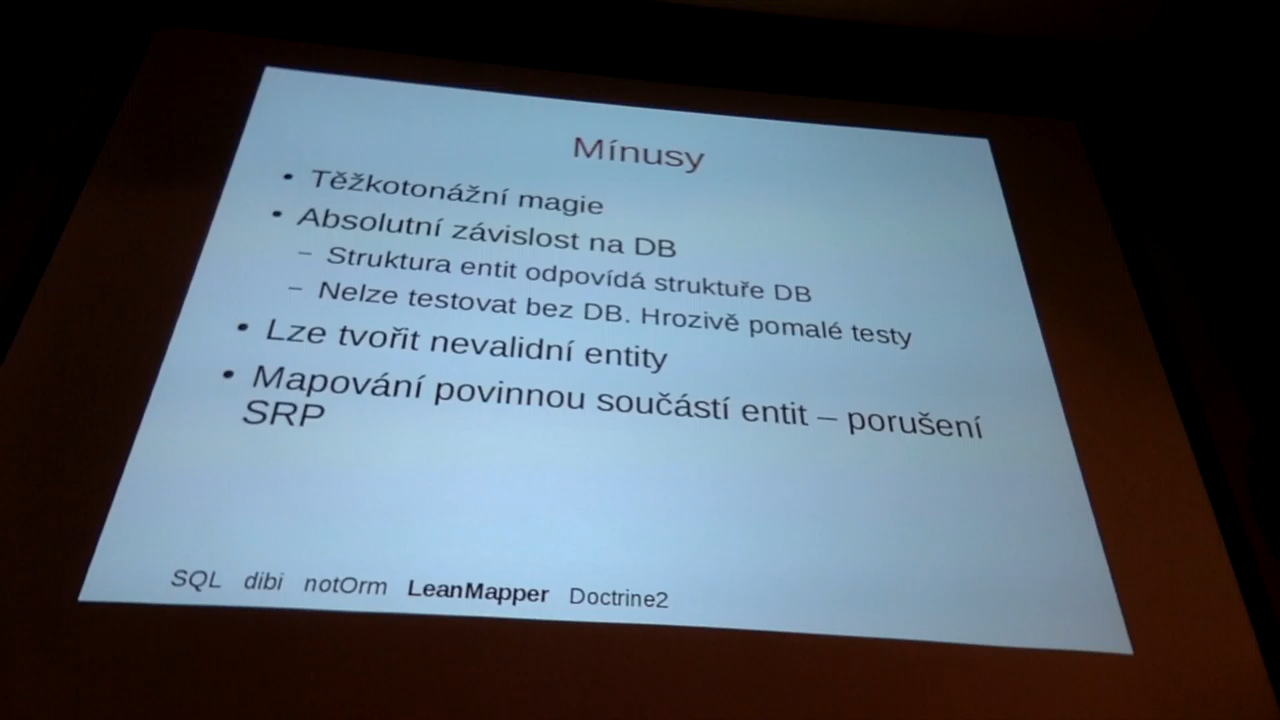 Mínusy
• Těžkotonážní magie
• Absolutní závislost na DB
– Struktura entit odpovídá struktuře DB
– Nelze testovat bez DB. Hrozivě pomalé testy
• Lze tvořit nevalidní entity
• Mapování povinnou součástí entit – porušení
SRP
SQL dibi notOrm LeanMapper Doctrine2